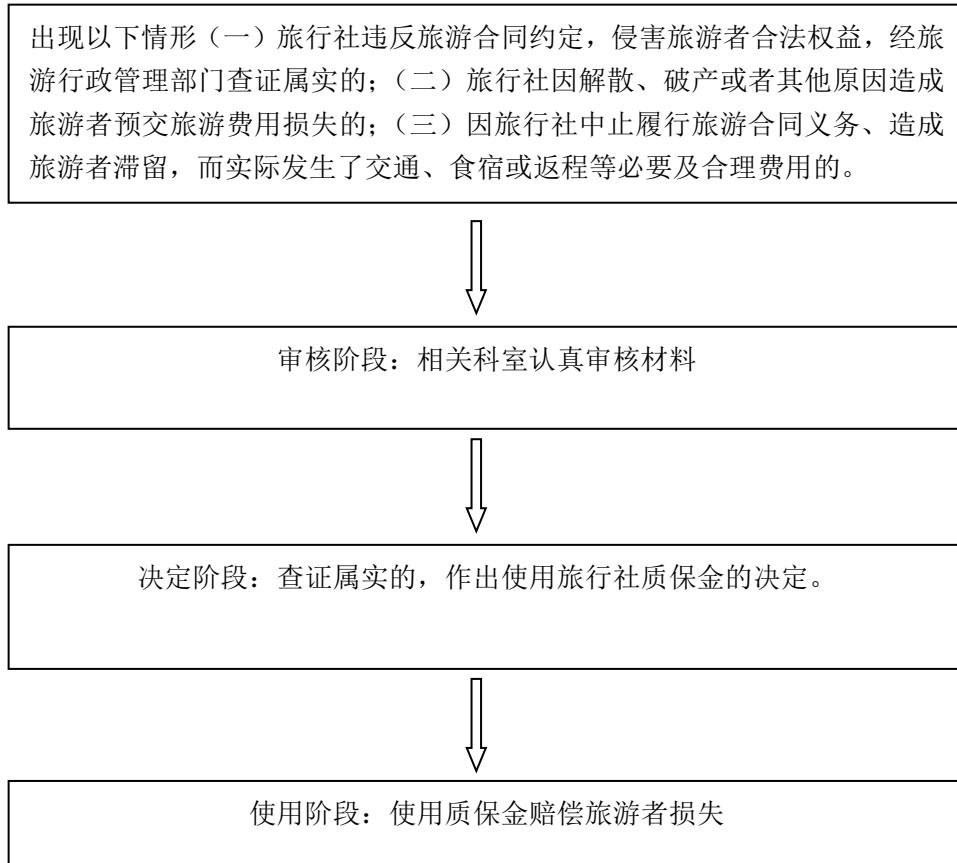 出现以下情形（一）旅行社违反旅游合同约定，侵害旅游者合法权益，经旅
游行政管理部门查证属实的；（二）旅行社因解散、破产或者其他原因造成
旅游者预交旅游费用损失的；（三）因旅行社中止履行旅游合同义务、造成
旅游者滞留，而实际发生了交通、食宿或返程等必要及合理费用的。
审核阶段：相关科室认真审核材料
决定阶段：查证属实的，作出使用旅行社质保金的决定。
使用阶段：使用质保金赔偿旅游者损失